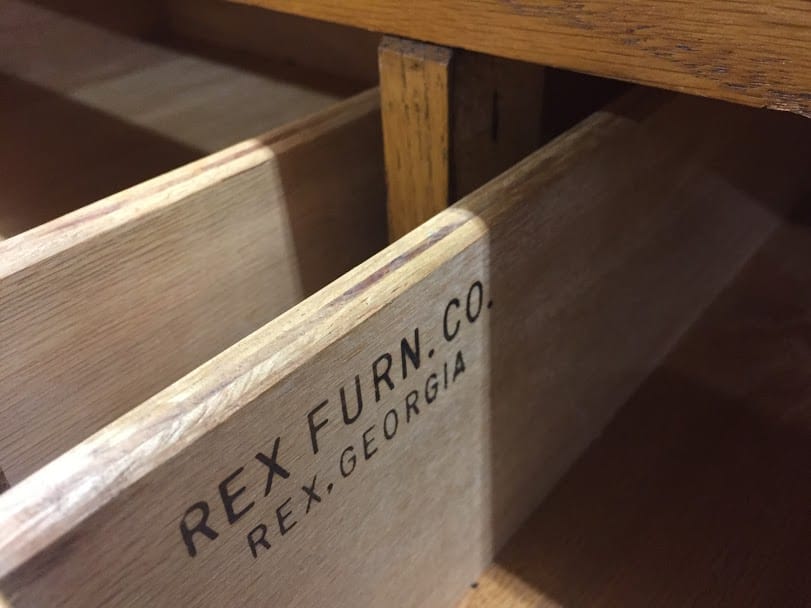 REX FURN. CO.
REX, GEORGIA